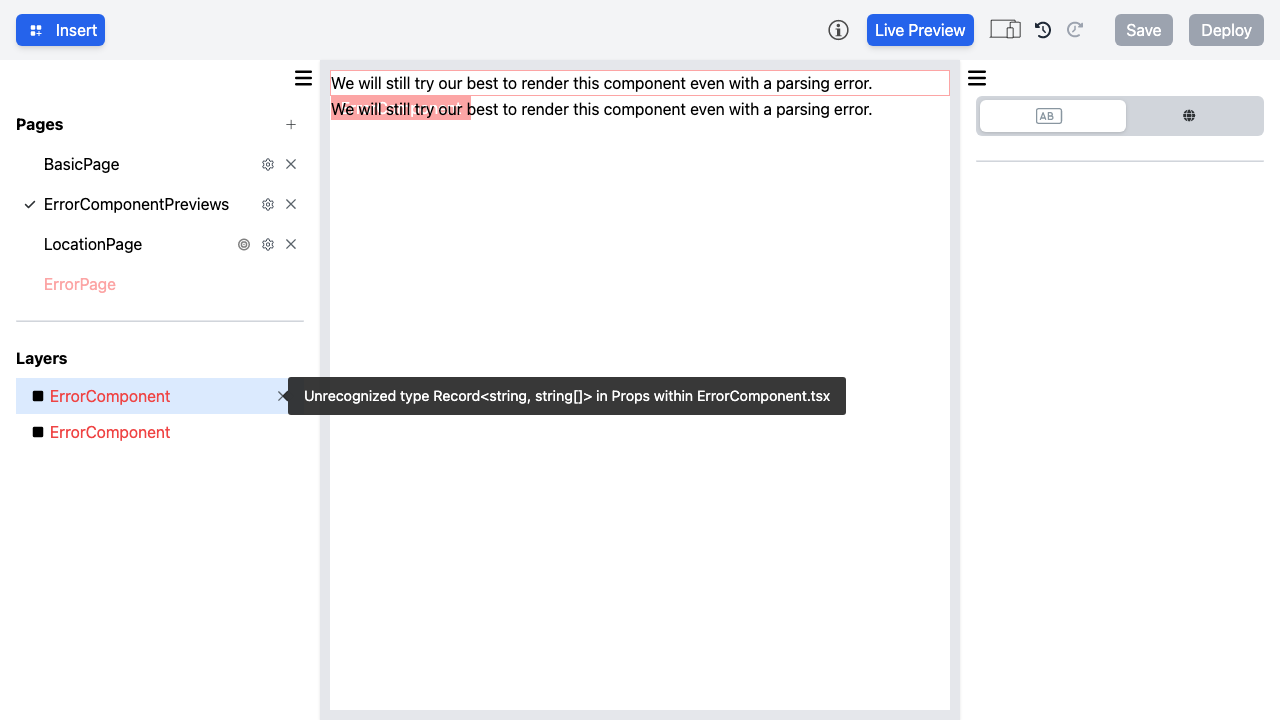 Insert
Live Preview
Save
Deploy
Pages
BasicPage
ErrorComponentPreviews
LocationPage
ErrorPage
Layers
ErrorComponent
ErrorComponent
We will still try our best to render this component even with a parsing error.
We will still try our best to render this component even with a parsing error.
Unrecognized type Record<string, string[]> in Props within ErrorComponent.tsx
AB